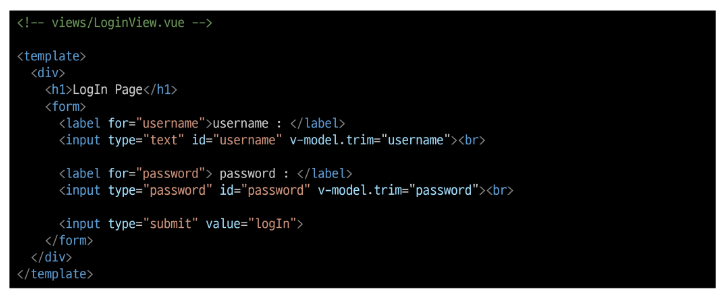 <!-- views/LoginView.vue -->
<template>
<div>
<h1>LogIn Page</h1>
<form>
<label for="username">username : </label>
<input type="text" id="username" v-model.trim="username"><br>
<label for="password"> password : </label>
<input type="password" id="password" v-model.trim="password"><br>
<input type="submit" value="logIn">
</form>
</div>
</template>